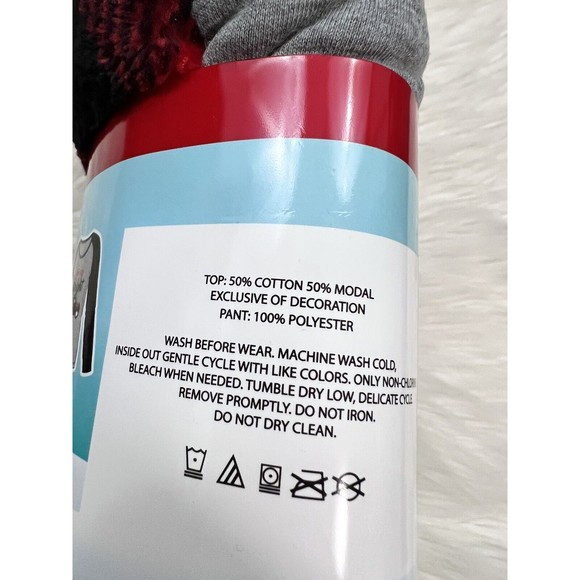 TOP: 50% COTTON 50% MODAL
EXCLUSIVE OF DECORATION
PANT: 100% POLYESTER
WASH BEFORE WEAR. MACHINE WASH COLD,
INSIDE OUT GENTLE CYCLE WITH LIKE COLORS. ONLY
BLEACH WHEN NEEDED. TUMBLE DRY LOW, DELICATE CYCLE.
REMOVE PROMPTLY. DO NOT IRON.
DO NOT DRY CLEAN.